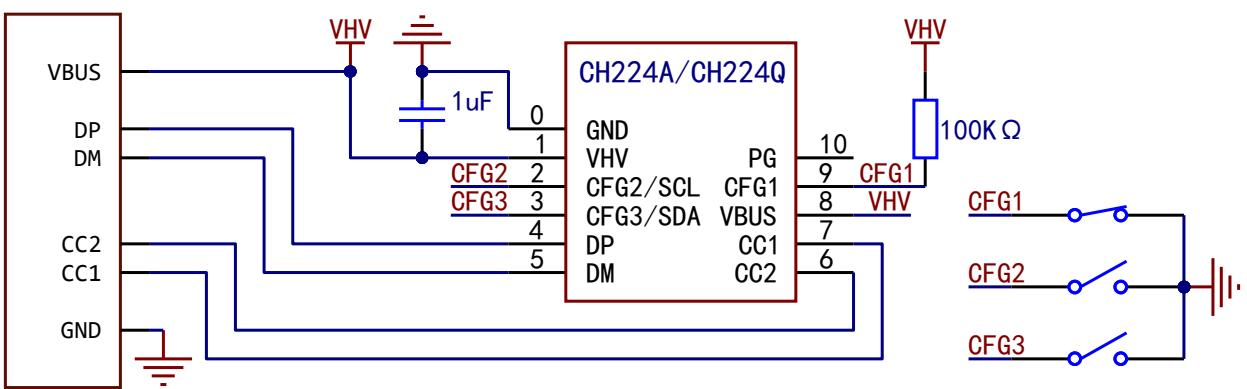 VHV
VHV
VBUS
CH224A/CH224Q
1uF
0
GND
DP
100KΩ
DM
1
VHV
PG
10
CFG2
2
CFG2/SCL
CFG1
9
CFG1
CFG3
3
CFG3/SDA
VBUS
8
VHV
CFG1
CC2
4
DP
CC1
7
CC1
5
DM
CC2
6
CFG2
GND
CFG3